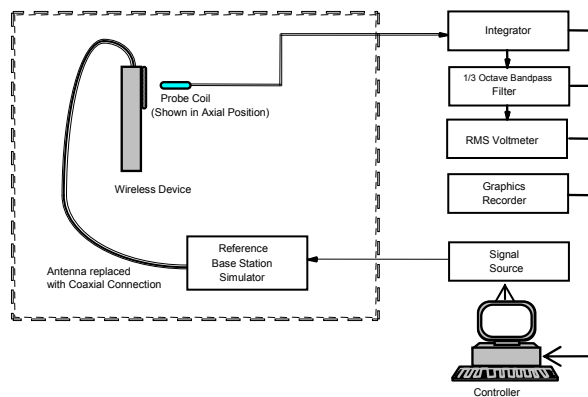 Integrator
1/3 Octave Bandpass
Filter
RMS Voltmeter
Graphics
Recorder
Signal
Source
Controller
Probe Coil
(Shown in Axial Position)
Wireless Device
Reference
Base Station
Simulator
Antenna replaced
with Coaxial Connection